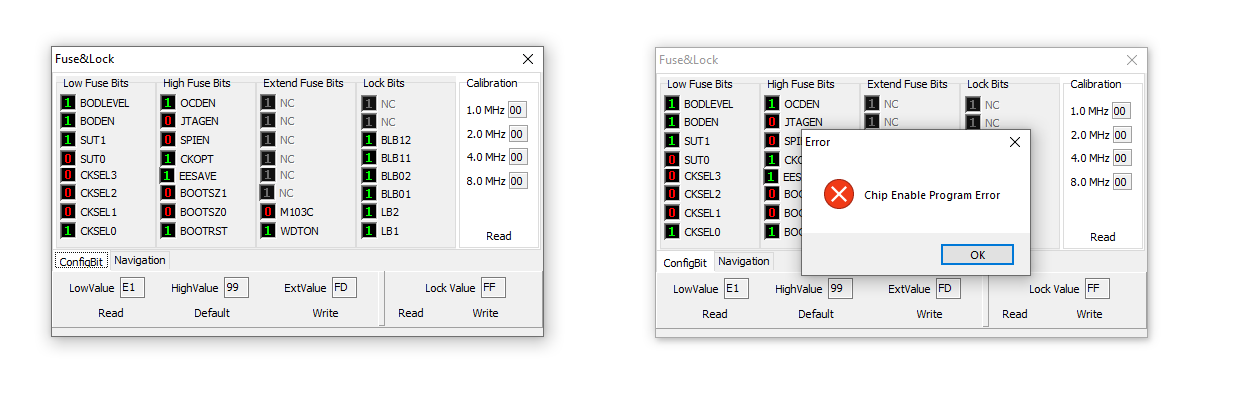 Fuse&Lock
Low Fuse Bits High Fuse Bits Extend Fuse Bits Lock Bits Calibration
1 BODLEVEL 1 OCDEN 1 NC 1 NC 1.0 MHz 00
1 BODEN 0 JTAGEN 1 NC 1 NC
1 SUT1 0 SPIEN 1 NC 1 BLB12 2.0 MHz 00
0 SUT0 1 CKOPT 1 NC 1 BLB11 4.0 MHz 00
0 CKSEL3 1 EESAVE 1 NC 1 BLB02 8.0 MHz 00
0 CKSEL2 0 BOOTSZ1 1 NC 1 BLB01
0 CKSEL1 0 BOOTSZ0 0 M103C 1 LB2
1 CKSEL0 1 BOOTRST 1 WDTON 1 LB1 Read
ConfigBit Navigation
LowValue E1 HighValue 99 ExtValue FD Lock Value FF
Read Default Write Read Write
Fuse&Lock
Low Fuse Bits High Fuse Bits Extend Fuse Bits Lock Bits Calibration
1 BODLEVEL 1 OCDEN 1 NC 1 NC 1.0 MHz 00
1 BODEN 0 JTAGEN 1 NC 1 NC
1 SUT1 0 SPI 2.0 MHz 00
0 SUT0 1 CKO 4.0 MHz 00
0 CKSEL3 1 EES 8.0 MHz 00
0 CKSEL2 0 BOO
0 CKSEL1 0 BOO
1 CKSEL0 1 BOO Read
Error
Chip Enable Program Error
OK
ConfigBit Navigation
LowValue E1 HighValue 99 ExtValue FD Lock Value FF
Read Default Write Read Write